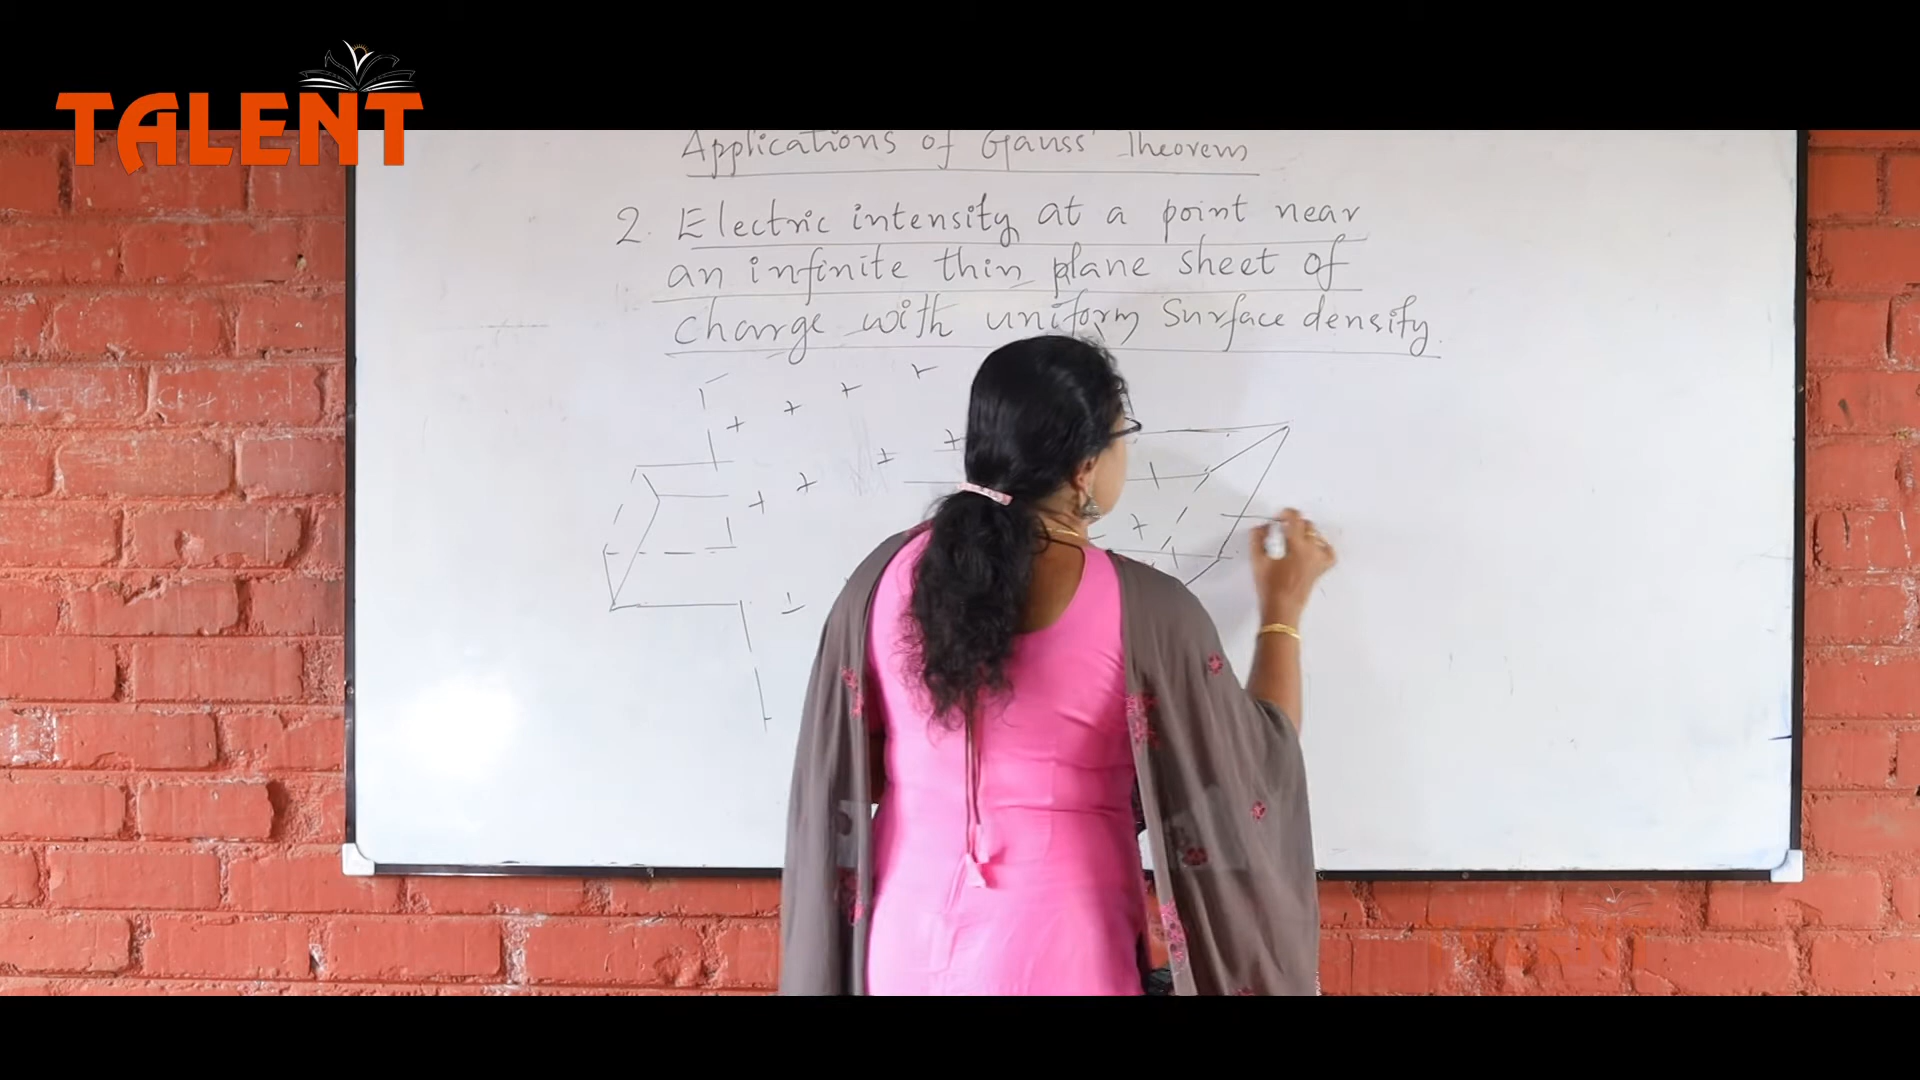 TALENT
Applications of Gauss' Theorem
2. Electric intensity at a point near
an infinite thin plane sheet of
charge with uniform surface density.
TALENT